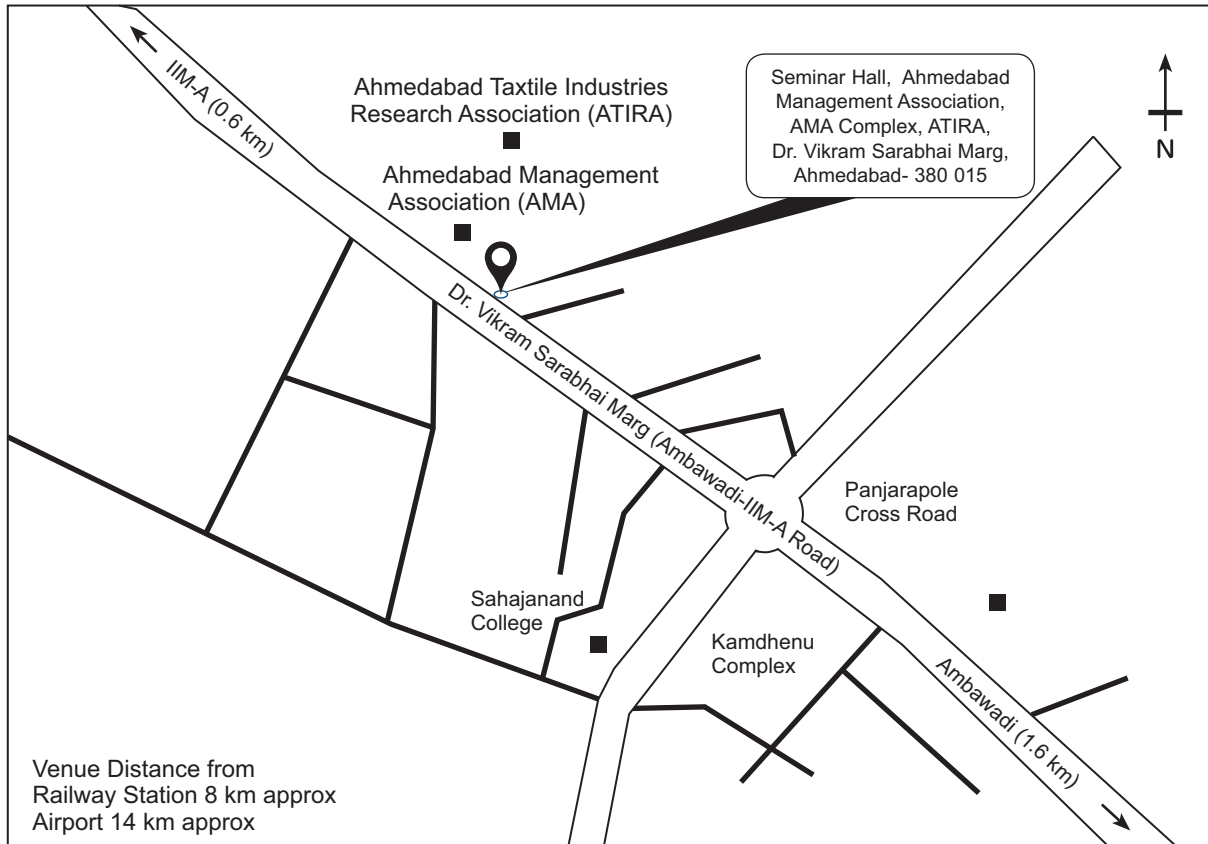 IIM-A (0.6 km)
Ahmedabad Taxtile Industries
Research Association (ATIRA)
Ahmedabad Management
Association (AMA)
Seminar Hall, Ahmedabad
Management Association,
AMA Complex, ATIRA,
Dr. Vikram Sarabhai Marg,
Ahmedabad- 380 015
N
Dr. Vikram Sarabhai Marg (Ambawadi-IIM-A Road)
Panjarapole
Cross Road
Sahajanand
College
Kamdhenu
Complex
Ambawadi (1.6 km)
Venue Distance from
Railway Station 8 km approx
Airport 14 km approx